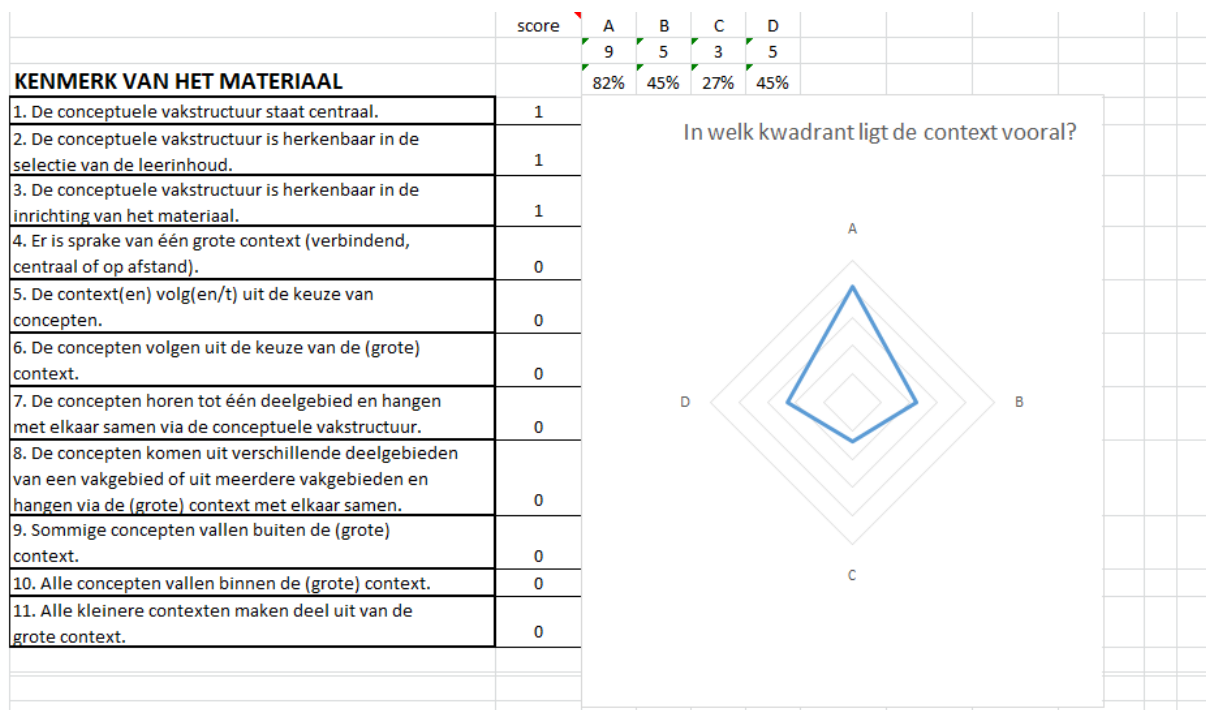 score A B C D
9 5 3 5
KENMERK VAN HET MATERIAAL 82% 45% 27% 45%
1. De conceptuele vakstructuur staat centraal. 1
2. De conceptuele vakstructuur is herkenbaar in de
selectie van de leerinhoud. 1
3. De conceptuele vakstructuur is herkenbaar in de
inrichting van het materiaal. 1
4. Er is sprake van één grote context (verbindend,
centraal of op afstand). 0
5. De context(en) volg(en/t) uit de keuze van
concepten. 0
6. De concepten volgen uit de keuze van de (grote)
context. 0
7. De concepten horen tot één deelgebied en hangen
met elkaar samen via de conceptuele vakstructuur. 0
8. De concepten komen uit verschillende deelgebieden
van een vakgebied of uit meerdere vakgebieden en
hangen via de (grote) context met elkaar samen. 0
9. Sommige concepten vallen buiten de (grote)
context. 0
10. Alle concepten vallen binnen de (grote) context. 0
11. Alle kleinere contexten maken deel uit van de
grote context. 0
In welk kwadrant ligt de context vooral?
A
D B
C